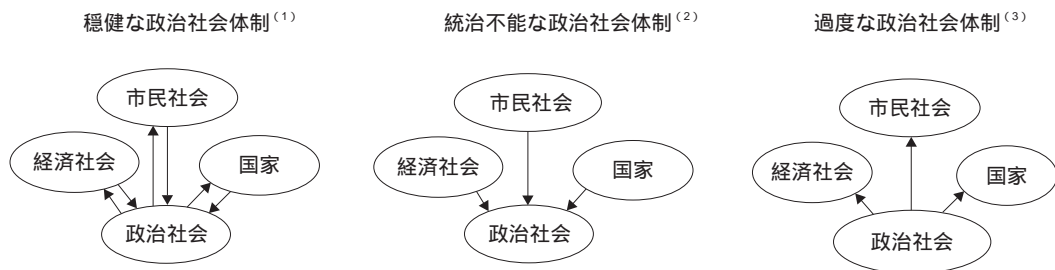 穏健な政治社会体制(1)
市民社会
経済社会
国家
政治社会
統治不能な政治社会体制(2)
市民社会
経済社会
国家
政治社会
過度な政治社会体制(3)
市民社会
経済社会
国家
政治社会